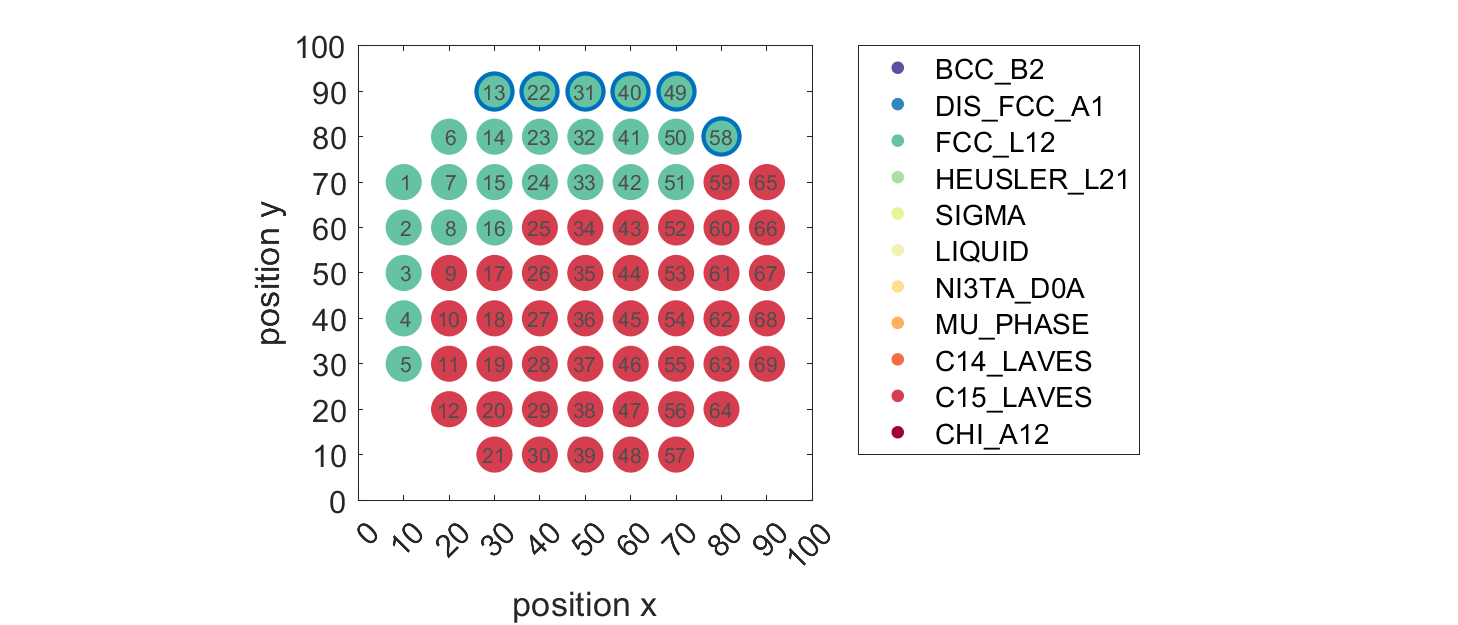 100
90 13 22 31 40 49
80 6 14 23 32 41 50 58
70 1 7 15 24 33 42 51 59 65
60 2 8 16 25 34 43 52 60 66
50 3 9 17 26 35 44 53 61 67
40 4 10 18 27 36 45 54 62 68
30 5 11 19 28 37 46 55 63 69
20 12 20 29 38 47 56 64
10 21 30 39 48 57
0
0 10 20 30 40 50 60 70 80 90 100
position x
position y
BCC_B2
DIS_FCC_A1
FCC_L12
HEUSLER_L21
SIGMA
LIQUID
NI3TA_D0A
MU_PHASE
C14_LAVES
C15_LAVES
CHI_A12